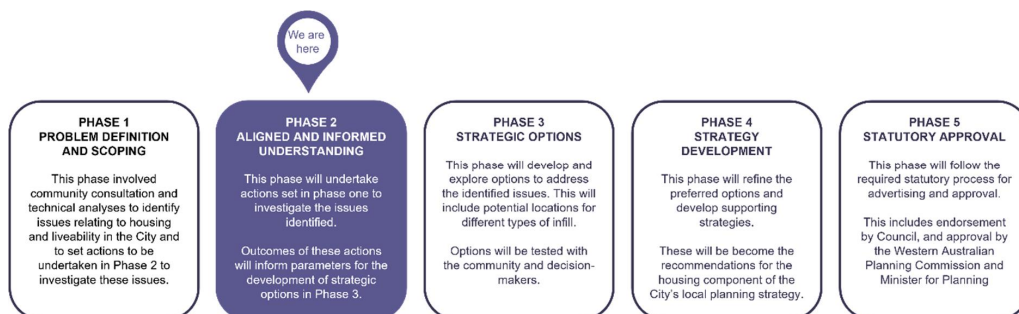 We are
here
PHASE 1
PROBLEM DEFINITION
AND SCOPING
This phase involved
community consultation and
technical analyses to identify
issues relating to housing
and liveability in the City and
to set actions to be
undertaken in Phase 2 to
investigate these issues.
PHASE 2
ALIGNED AND INFORMED
UNDERSTANDING
This phase will undertake
actions set in phase one to
investigate the issues
identified.
Outcomes of these actions
will inform parameters for the
development of strategic
options in Phase 3.
PHASE 3
STRATEGIC OPTIONS
This phase will develop and
explore options to address
the identified issues. This will
include potential locations for
different types of infill.
Options will be tested with
the community and decision-
makers.
PHASE 4
STRATEGY
DEVELOPMENT
This phase will refine the
preferred options and
develop supporting
strategies.
These will be become the
recommendations for the
housing component of the
City's local planning strategy.
PHASE 5
STATUTORY APPROVAL
This phase will follow the
required statutory process for
advertising and approval.
This includes endorsement
by Council, and approval by
the Western Australian
Planning Commission and
Minister for Planning